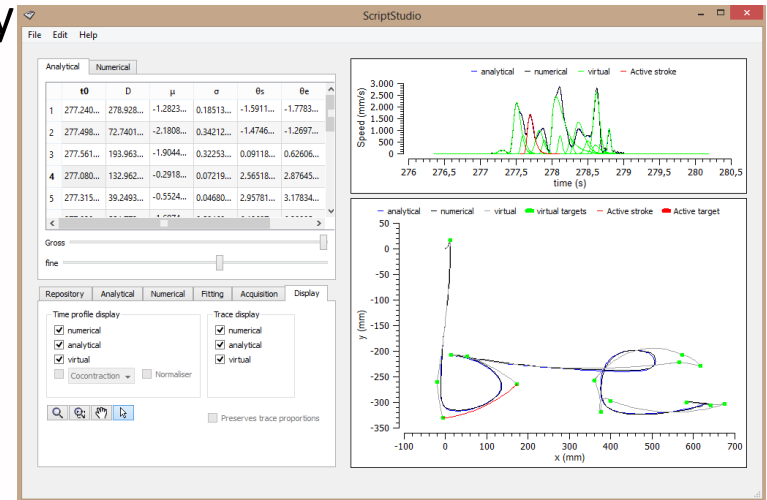 y
ScriptStudio
File Edit Help
Analytical Numerical
t0 D μ σ θs θe
1 277.240... 278.928... -1.2823... 0.18513... -1.5911... -1.7783...
2 277.498... 72.7401... -2.1808... 0.34212... -1.4746... -1.2697...
3 277.561... 193.963... -1.9044... 0.32253... 0.09118... 0.62606...
4 277.080... 132.962... -0.2918... 0.07219... 2.56518... 2.87645...
5 277.315... 39.2493... -0.5524... 0.04680... 2.95781... 3.17834...
Gross
fine
Repository Analytical Numerical Fitting Acquisition Display
Time profile display Trace display
numerical numerical
analytical analytical
virtual virtual
Cocontraction Normaliser
Preserves trace proportions
analytical numerical virtual Active stroke
Speed (mm/s)
3.000
2.500
2.000
1.500
1.000
500
0
276 276,5 277 277,5 278 278,5 279 279,5 280 280,5
time (s)
analytical numerical virtual virtual targets Active stroke Active target
y (mm)
50
0
-50
-100
-150
-200
-250
-300
-350
-100 0 100 200 300 400 500 600 700
x (mm)